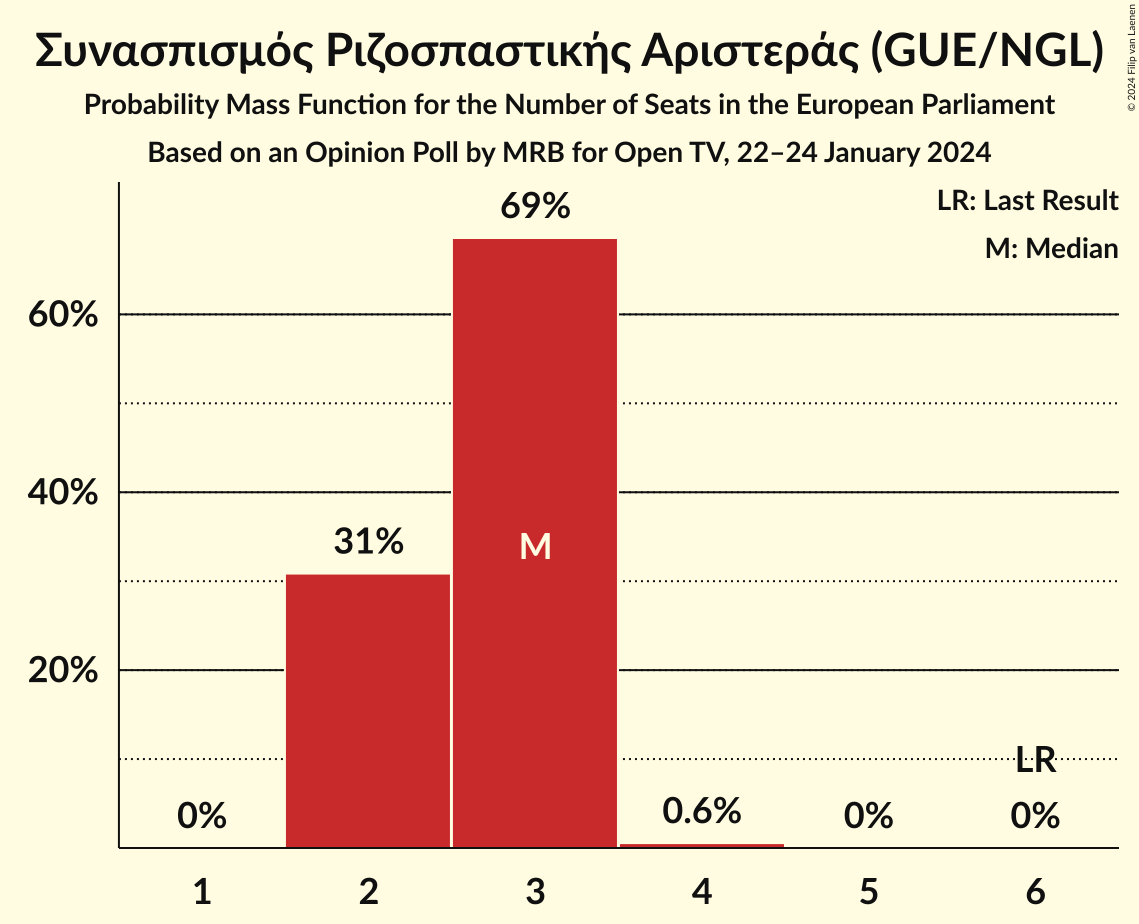 Συνασπισμός Ριζοσπαστικής Αριστεράς (GUE/NGL)
Probability Mass Function for the Number of Seats in the European Parliament
Based on an Opinion Poll by MRB for Open TV, 22–24 January 2024
© 2024 Filip van Laenen
LR: Last Result
M: Median
69%
60%
40%
31%
M
20%
LR
0%
0.6%
0%
0%
1
2
3
4
5
6